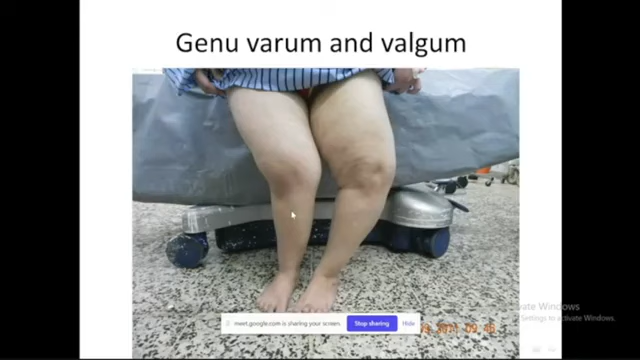 Genu varum and valgum
meet.google.com is sharing your screen.
Stop sharing
Hide
vate Windows
Settings to activate Windows.